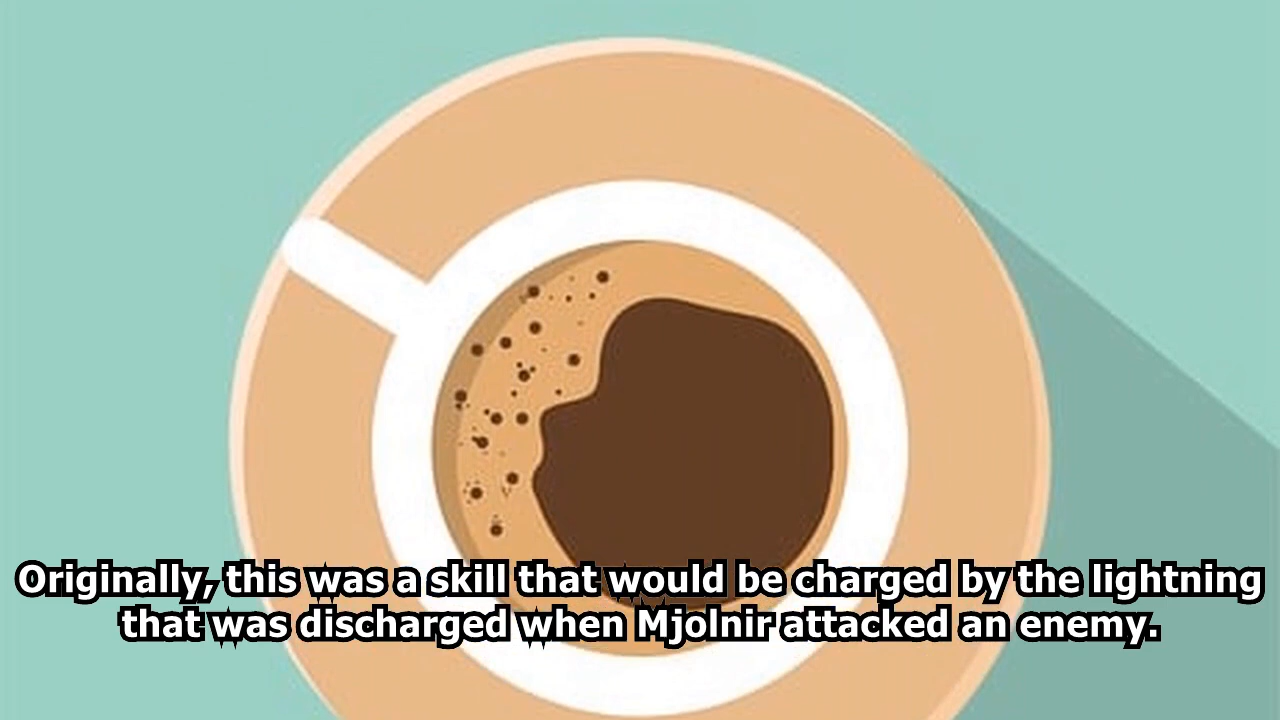 Originally, this was a skill that would be charged by the lightning
that was discharged when Mjolnir attacked an enemy.